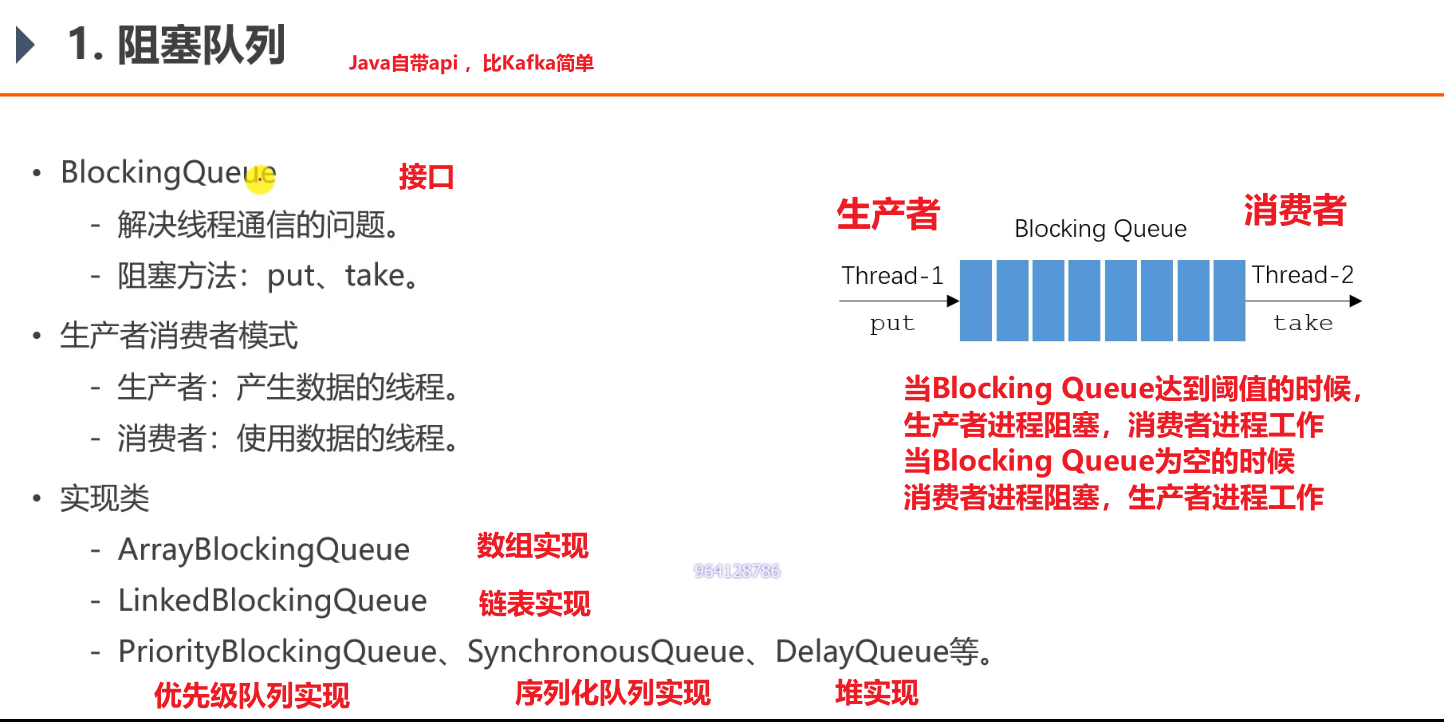 1. 阻塞队列
Java自带api ，比Kafka简单
• BlockingQueue
接口
- 解决线程通信的问题。
- 阻塞方法：put、take。
• 生产者消费者模式
- 生产者：产生数据的线程。
- 消费者：使用数据的线程。
• 实现类
- ArrayBlockingQueue
数组实现
- LinkedBlockingQueue
链表实现
- PriorityBlockingQueue、SynchronousQueue、DelayQueue等。
优先级队列实现
序列化队列实现
堆实现
生产者
Blocking Queue
消费者
Thread-1
Thread-2
put
take
当Blocking Queue达到阈值的时候，
生产者进程阻塞，消费者进程工作
当Blocking Queue为空的时候
消费者进程阻塞，生产者进程工作
964128786